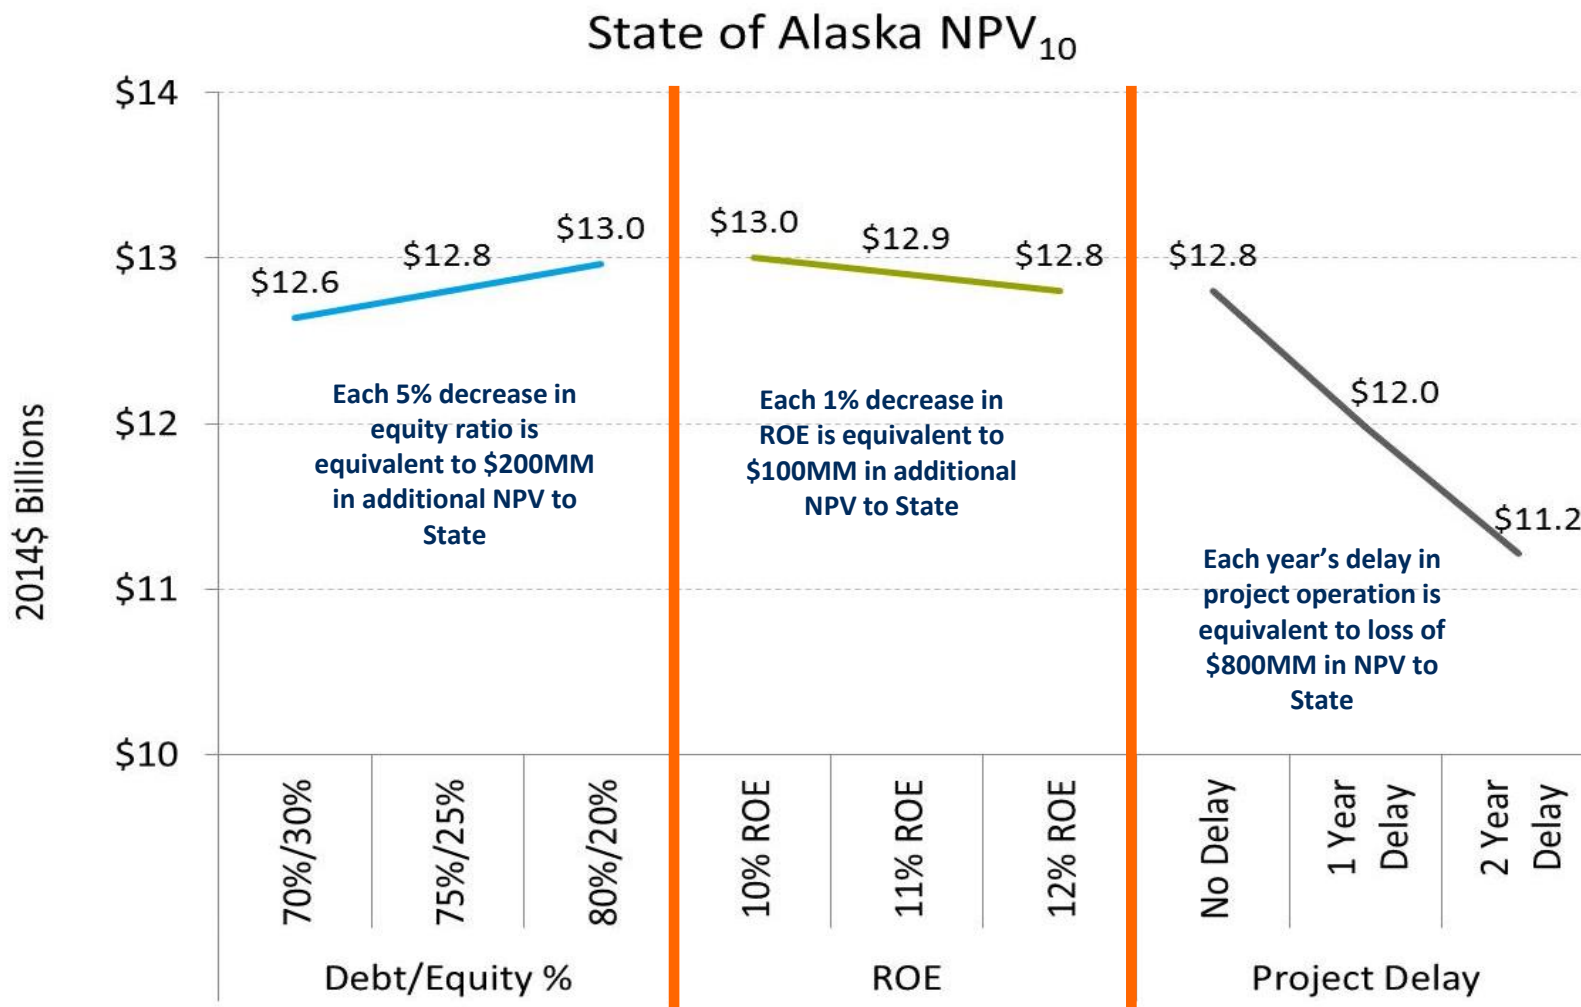 State of Alaska NPV10
2014$ Billions
$14
$13
$12
$11
$10
$12.6
$12.8
$13.0
Each 5% decrease in
equity ratio is
equivalent to $200MM
in additional NPV to
State
$13.0
$12.9
$12.8
Each 1% decrease in
ROE is equivalent to
$100MM in additional
NPV to State
$12.8
$12.0
$11.2
Each year’s delay in
project operation is
equivalent to loss of
$800MM in NPV to
State
70%/30%
75%/25%
80%/20%
10% ROE
11% ROE
12% ROE
No Delay
1 Year
Delay
2 Year
Delay
Debt/Equity %
ROE
Project Delay